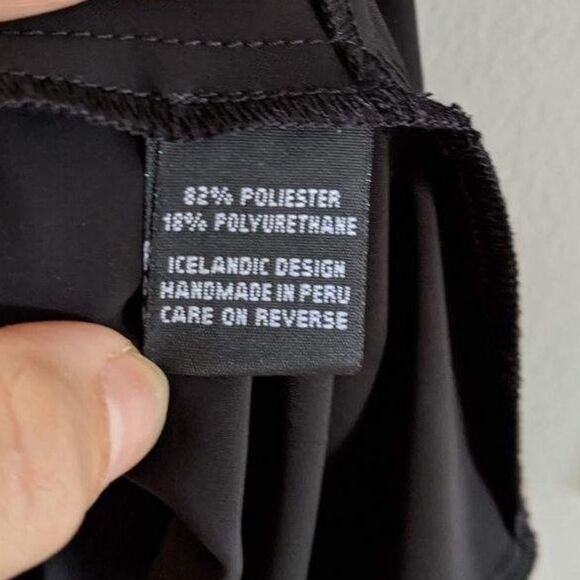 82% POLIESTER
18% POLYURETHANE
ICELANDIC DESIGN
HANDMADE IN PERU
CARE ON REVERSE